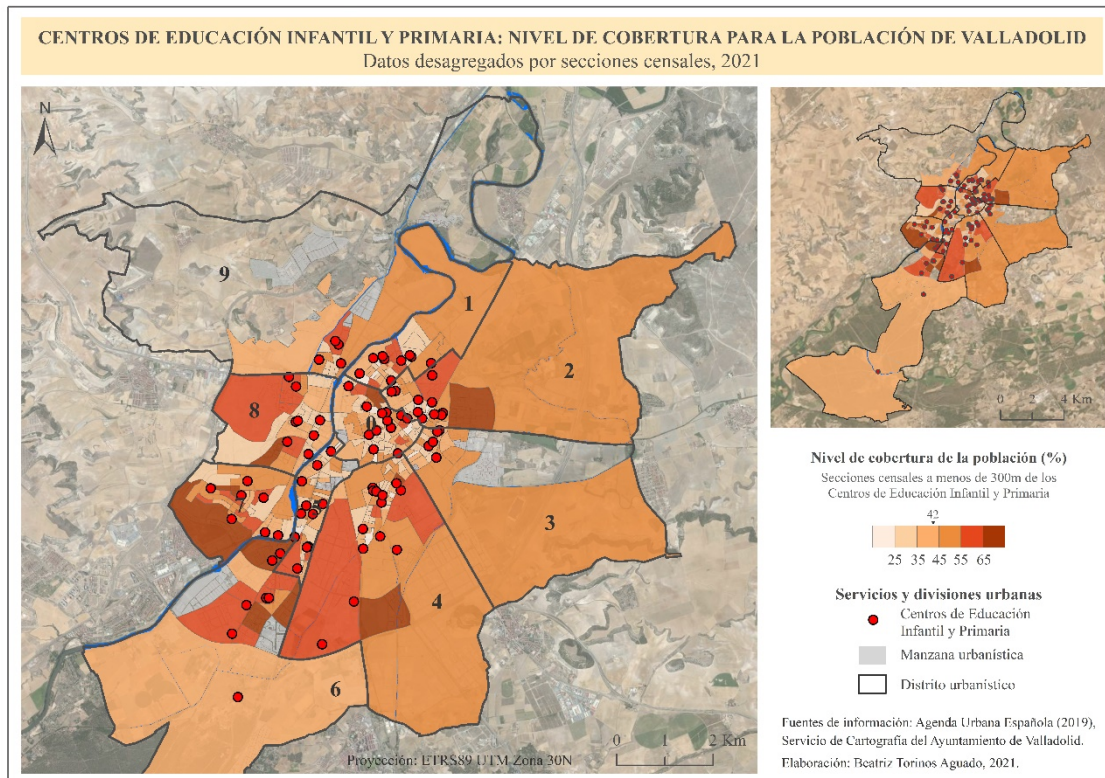 CENTROS DE EDUCACIÓN INFANTIL Y PRIMARIA: NIVEL DE COBERTURA PARA LA POBLACIÓN DE VALLADOLID
Datos desagregados por secciones censales, 2021
N
9
1
2
8
0
5
3
4
6
Proyección: ETRS89 UTM Zona 30N
0 1 2 Km
0 2 4 Km
Nivel de cobertura de la población (%)
Secciones censales a menos de 300m de los
Centros de Educación Infantil y Primaria
42
25 35 45 55 65
Servicios y divisiones urbanas
Centros de Educación
Infantil y Primaria
Manzana urbanística
Distrito urbanístico
Fuentes de información: Agenda Urbana Española (2019),
Servicio de Cartografía del Ayuntamiento de Valladolid.
Elaboración: Beatriz Torinos Aguado, 2021.